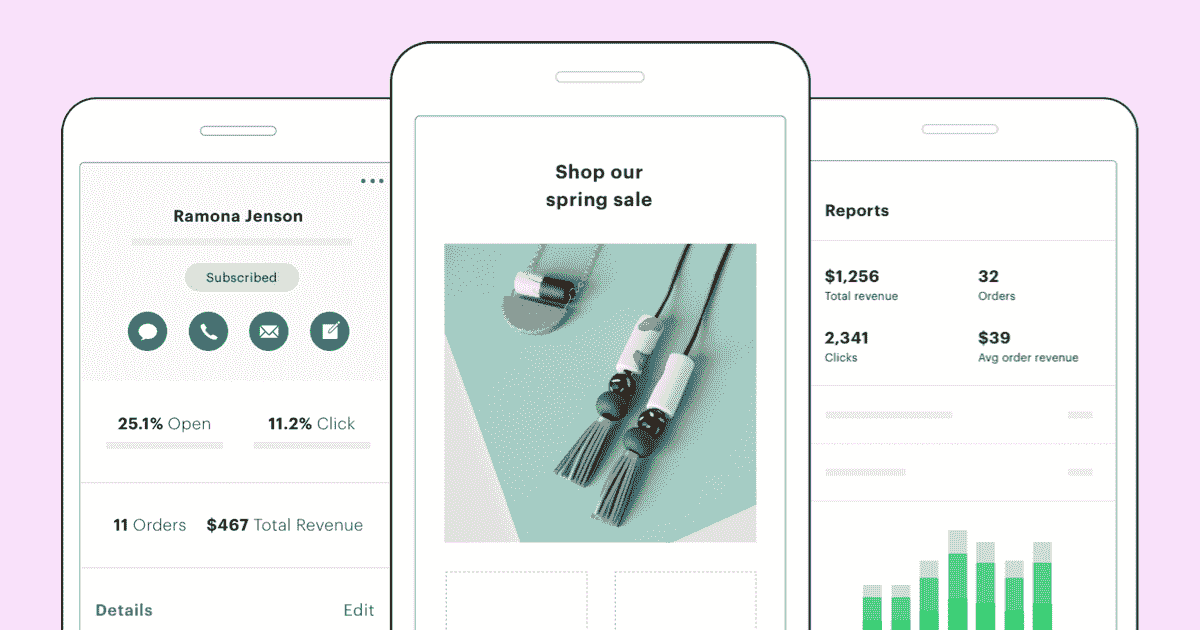 Ramona Jenson
Subscribed
25.1% Open 11.2% Click
11 Orders $467 Total Revenue
Details Edit
Shop our
spring sale
Reports
$1,256 32
Total revenue Orders
2,341 $39
Clicks Avg order revenue